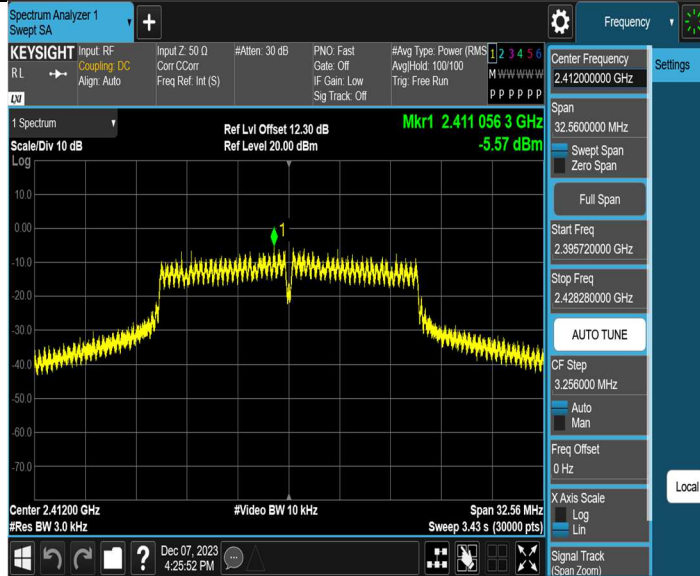 Spectrum Analyzer 1
Swept SA
+
Frequency
KEYSIGHT
RL
LXI
Input: RF
Coupling: DC
Align: Auto
Input Z: 50 Ω
Corr CCorr
Freq Ref: Int (S)
#Atten: 30 dB
PNO: Fast
Gate: Off
IF Gain: Low
Sig Track: Off
#Avg Type: Power (RMS
Avg|Hold: 100/100
Trig: Free Run
1 2 3 4 5 6
M W W W W W
P P P P P P
1 Spectrum
Scale/Div 10 dB
Log
Ref Lvl Offset 12.30 dB
Ref Level 20.00 dBm
Mkr1 2.411 056 3 GHz
-5.57 dBm
10.0
0.00
-10.0
-20.0
-30.0
-40.0
-50.0
-60.0
-70.0
1
Center 2.41200 GHz
#Res BW 3.0 kHz
#Video BW 10 kHz
Span 32.56 MHz
Sweep 3.43 s (30000 pts)
Dec 07, 2023
4:25:52 PM
?
Center Frequency
2.412000000 GHz
Settings
Span
32.5600000 MHz
Swept Span
Zero Span
Full Span
Start Freq
2.395720000 GHz
Stop Freq
2.428280000 GHz
AUTO TUNE
CF Step
3.256000 MHz
Auto
Man
Freq Offset
0 Hz
X Axis Scale
Log
Lin
Local
Signal Track
(Span Zoom)